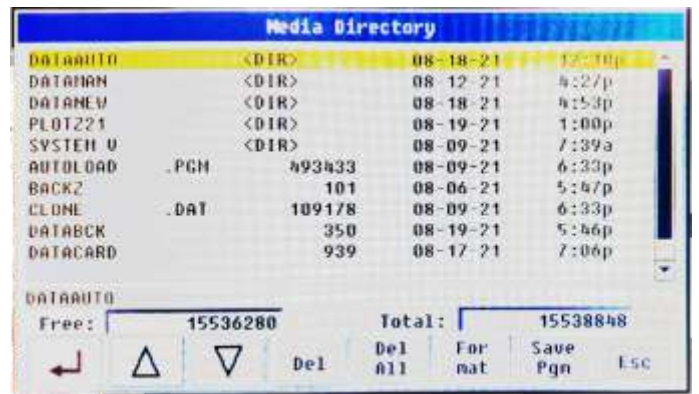 Media Directory
DATAAUTO <DIR> 08-18-21 12:10p
DATAMAN <DIR> 08-12-21 4:27p
DATANEW <DIR> 08-18-21 4:53p
PLOTZ21 <DIR> 08-19-21 1:00p
SYSTEM V <DIR> 08-09-21 7:39a
AUTOLOAD .PGM 493433 08-09-21 6:33p
BACK2 101 08-06-21 5:47p
CLONE .DAT 109178 08-09-21 6:33p
DATABCK 350 08-19-21 5:46p
DATACARD 939 08-17-21 7:06p
DATAAUTO
Free: 15536280 Total: 15538848
Del Del All For mat Save Pgm Esc